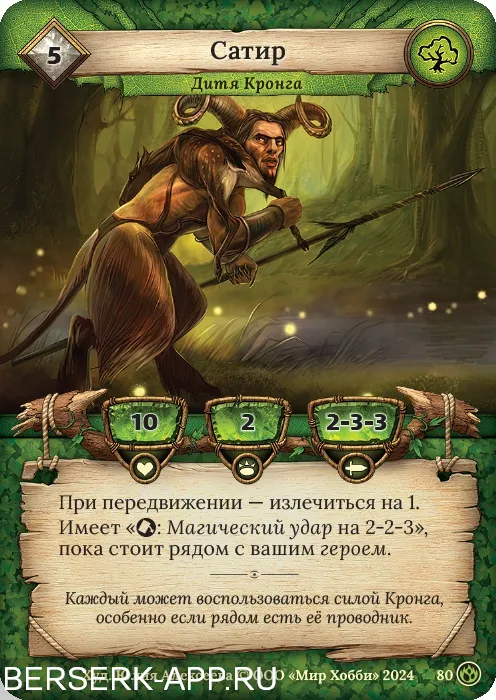 5
Сатир
Дитя Кронга
10
2
2-3-3
При передвижении — излечиться на 1.
Имеет «: Магический удар на 2-2-3»,
пока стоит рядом с вашим героем.
Каждый может воспользоваться силой Кронга,
особенно если рядом есть её проводник.
© ООО «Мир Хобби» 2024
80
BERSERK-APP.RU